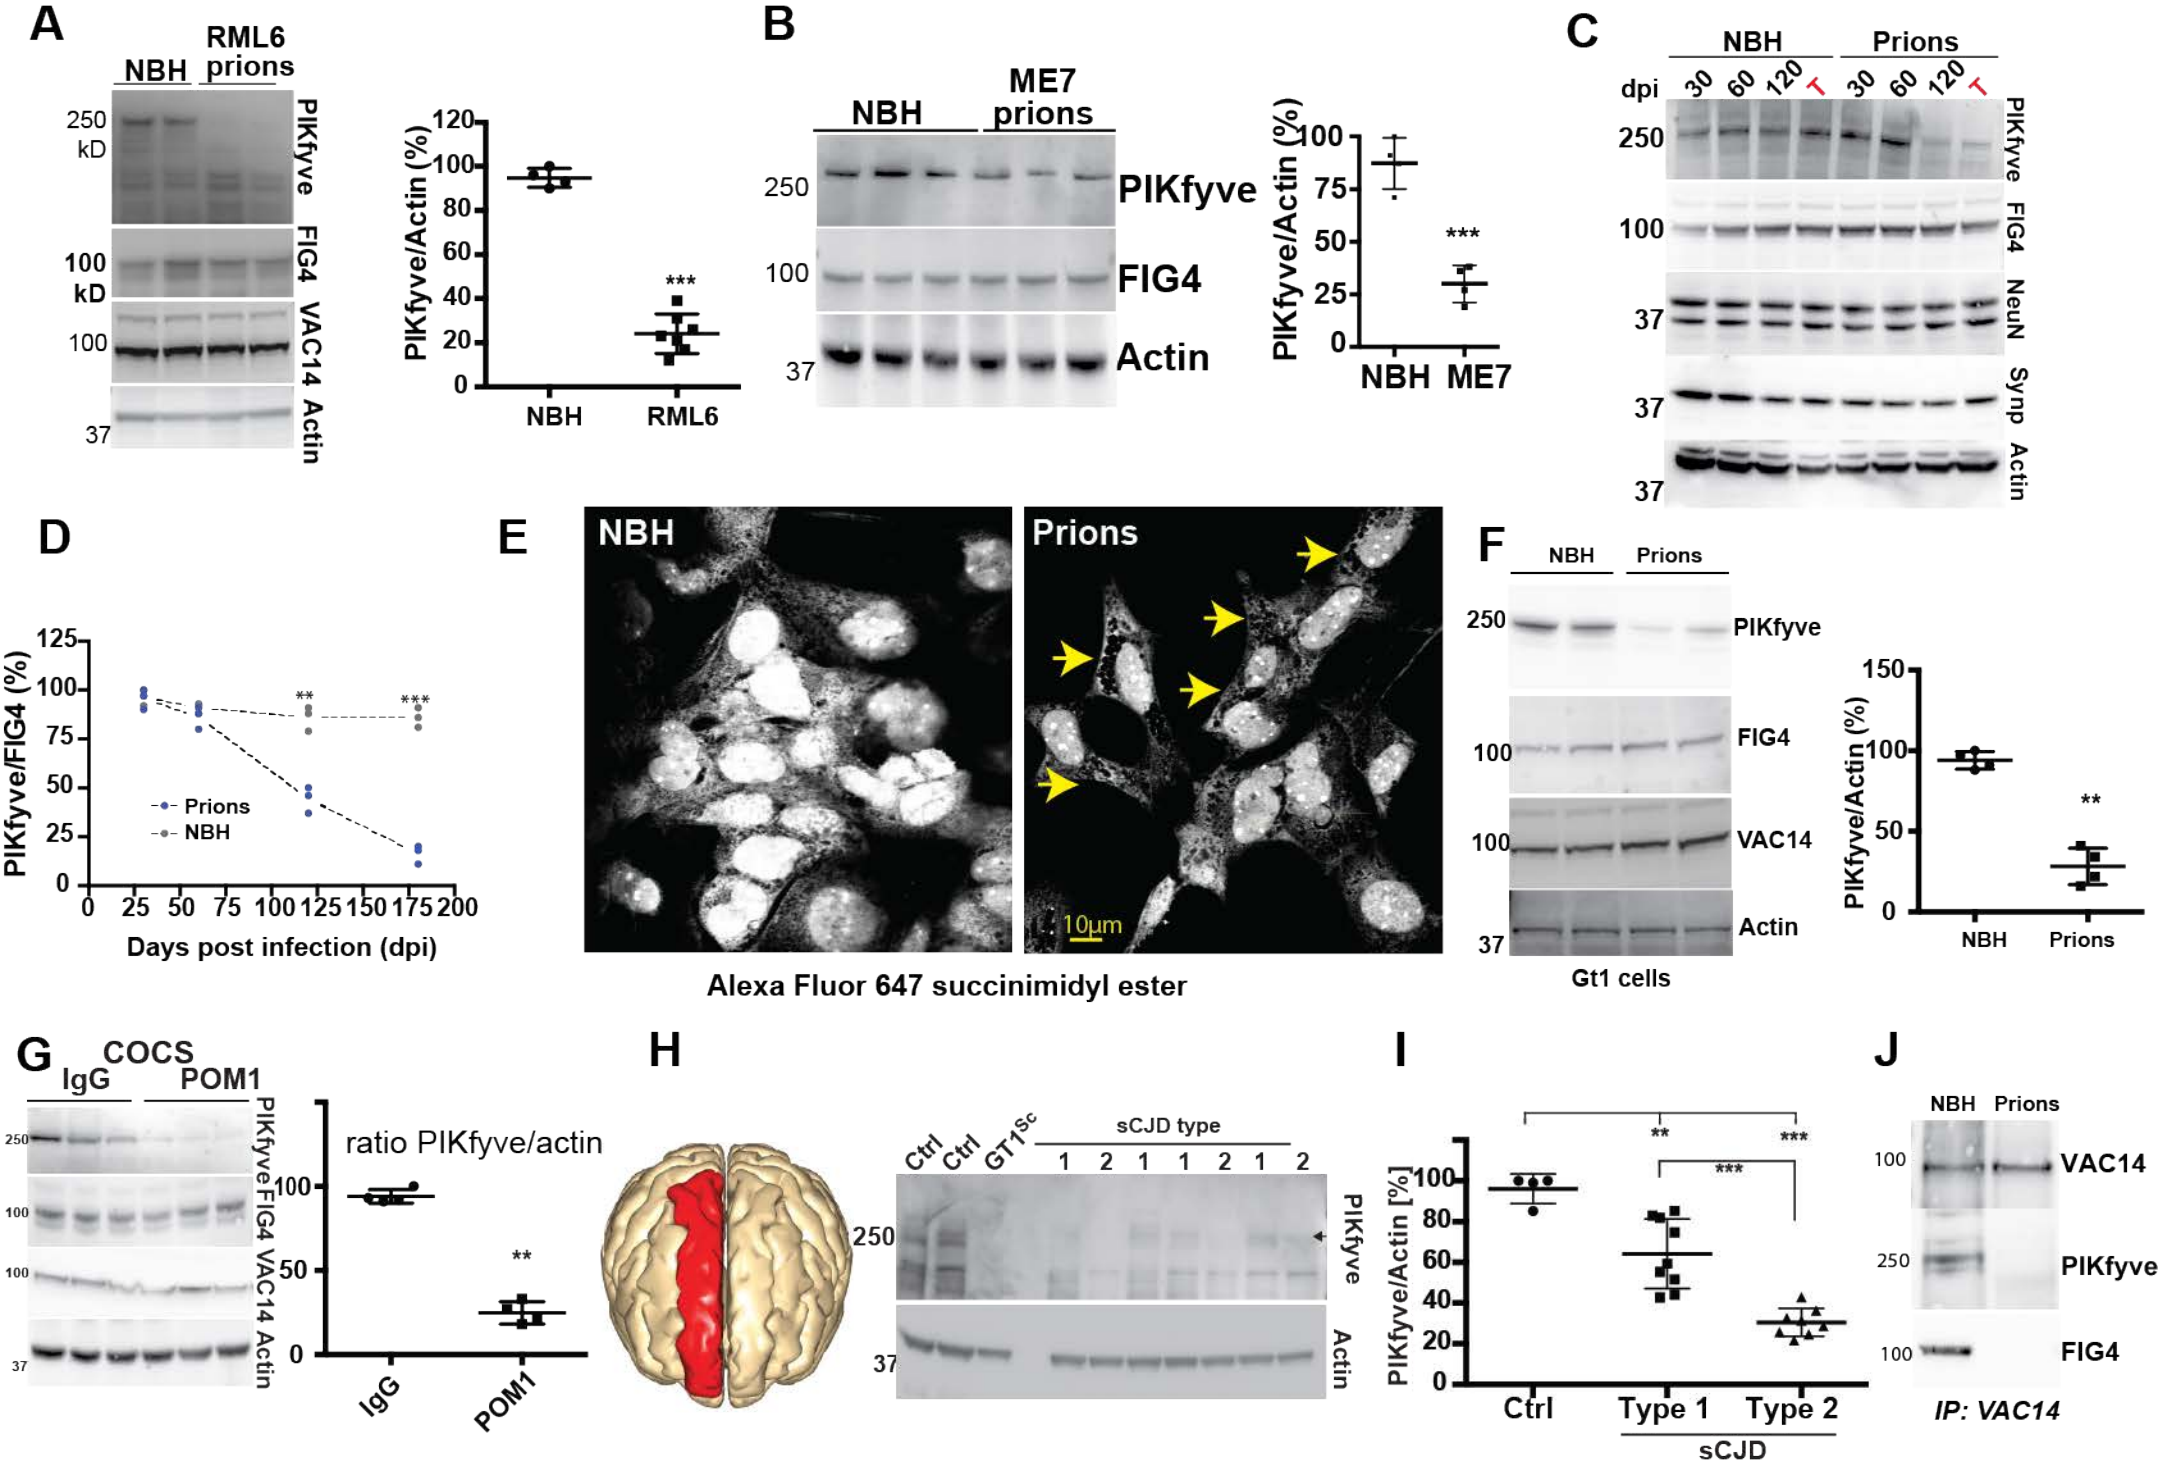 A
RML6
NBH prions
250
kD
PIKfyve
100
kD
FIG4
100
VAC14
37
Actin
PIKfyve/Actin (%)
120
100
80
60
40
20
0
***
NBH RML6
B
NBH ME7
prions
250
PIKfyve
100
FIG4
37
Actin
PIKfyve/Actin (%)
100
75
50
25
0
***
NBH ME7
C
NBH Prions
dpi 30 60 120 T 30 60 120 T
250
PIKfyve
100
FIG4
37
NeuN
37
Synp
37
Actin
D
PIKfyve/FIG4 (%)
125
100
75
50
25
0
** ***
Prions
NBH
0 25 50 75 100 125 150 175 200
Days post infection (dpi)
E
NBH
Prions
10µm
Alexa Fluor 647 succinimidyl ester
F
NBH Prions
250
PIKfyve
100
FIG4
100
VAC14
37
Actin
Gt1 cells
PIKfyve/Actin (%)
150
100
50
0
**
NBH Prions
G
COCS
IgG POM1
250
PIKfyve
100
FIG4
100
VAC14
37
Actin
ratio PIKfyve/actin
100
50
0
**
IgG POM1
H
Ctrl Ctrl GT1Sc
sCJD type
1 2 1 1 2 1 2
250
PIKfyve
37
Actin
I
PIKfyve/Actin [%]
100
80
60
40
20
0
** ***
***
Ctrl Type 1 Type 2
sCJD
J
NBH Prions
100
VAC14
250
PIKfyve
100
FIG4
IP: VAC14